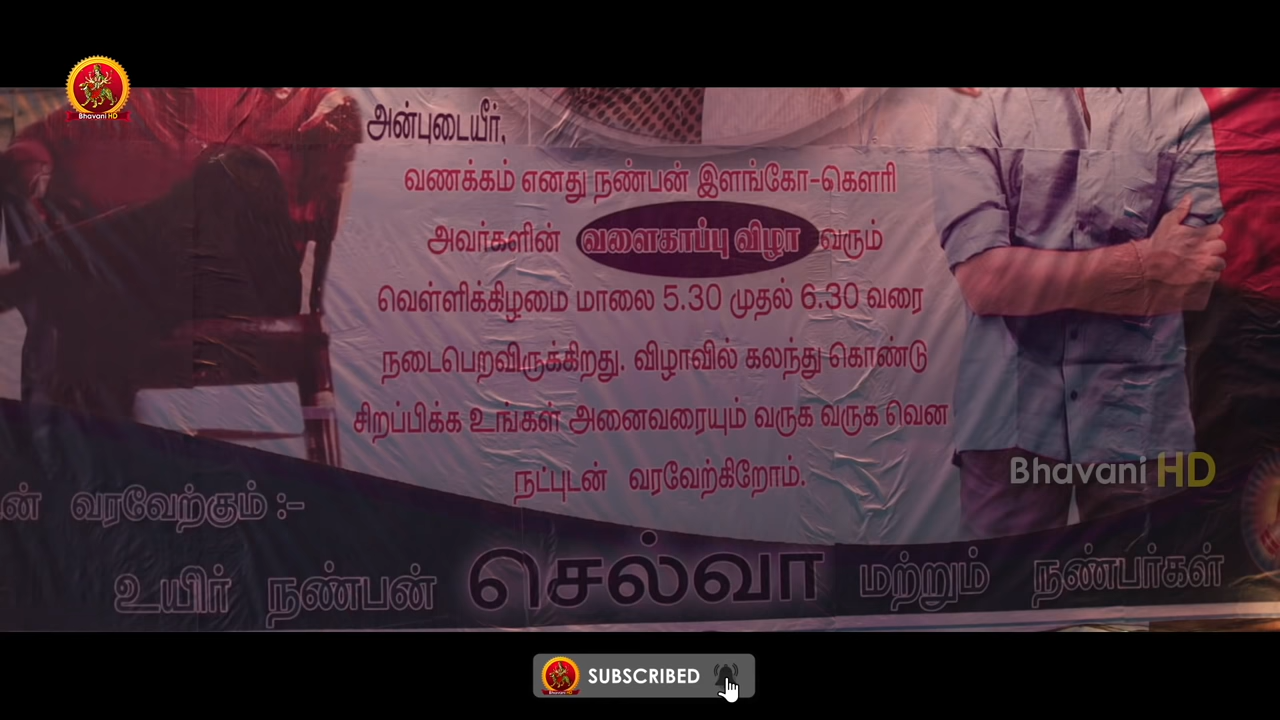 Bhavani HD
அன்புடையீர்,
வணக்கம் எனது நண்பன் இளங்கோ-கௌரி
அவர்களின் வளைகாப்பு விழா வரும்
வெள்ளிக்கிழமை மாலை 5.30 முதல் 6.30 வரை
நடைபெறவிருக்கிறது. விழாவில் கலந்து கொண்டு
சிறப்பிக்க உங்கள் அனைவரையும் வருக வருக வென
நட்புடன் வரவேற்கிறோம்.
Bhavani HD
வரவேற்கும் :-
உயிர் நண்பன் செல்வா மற்றும் நண்பர்கள்
Bhavani HD SUBSCRIBED